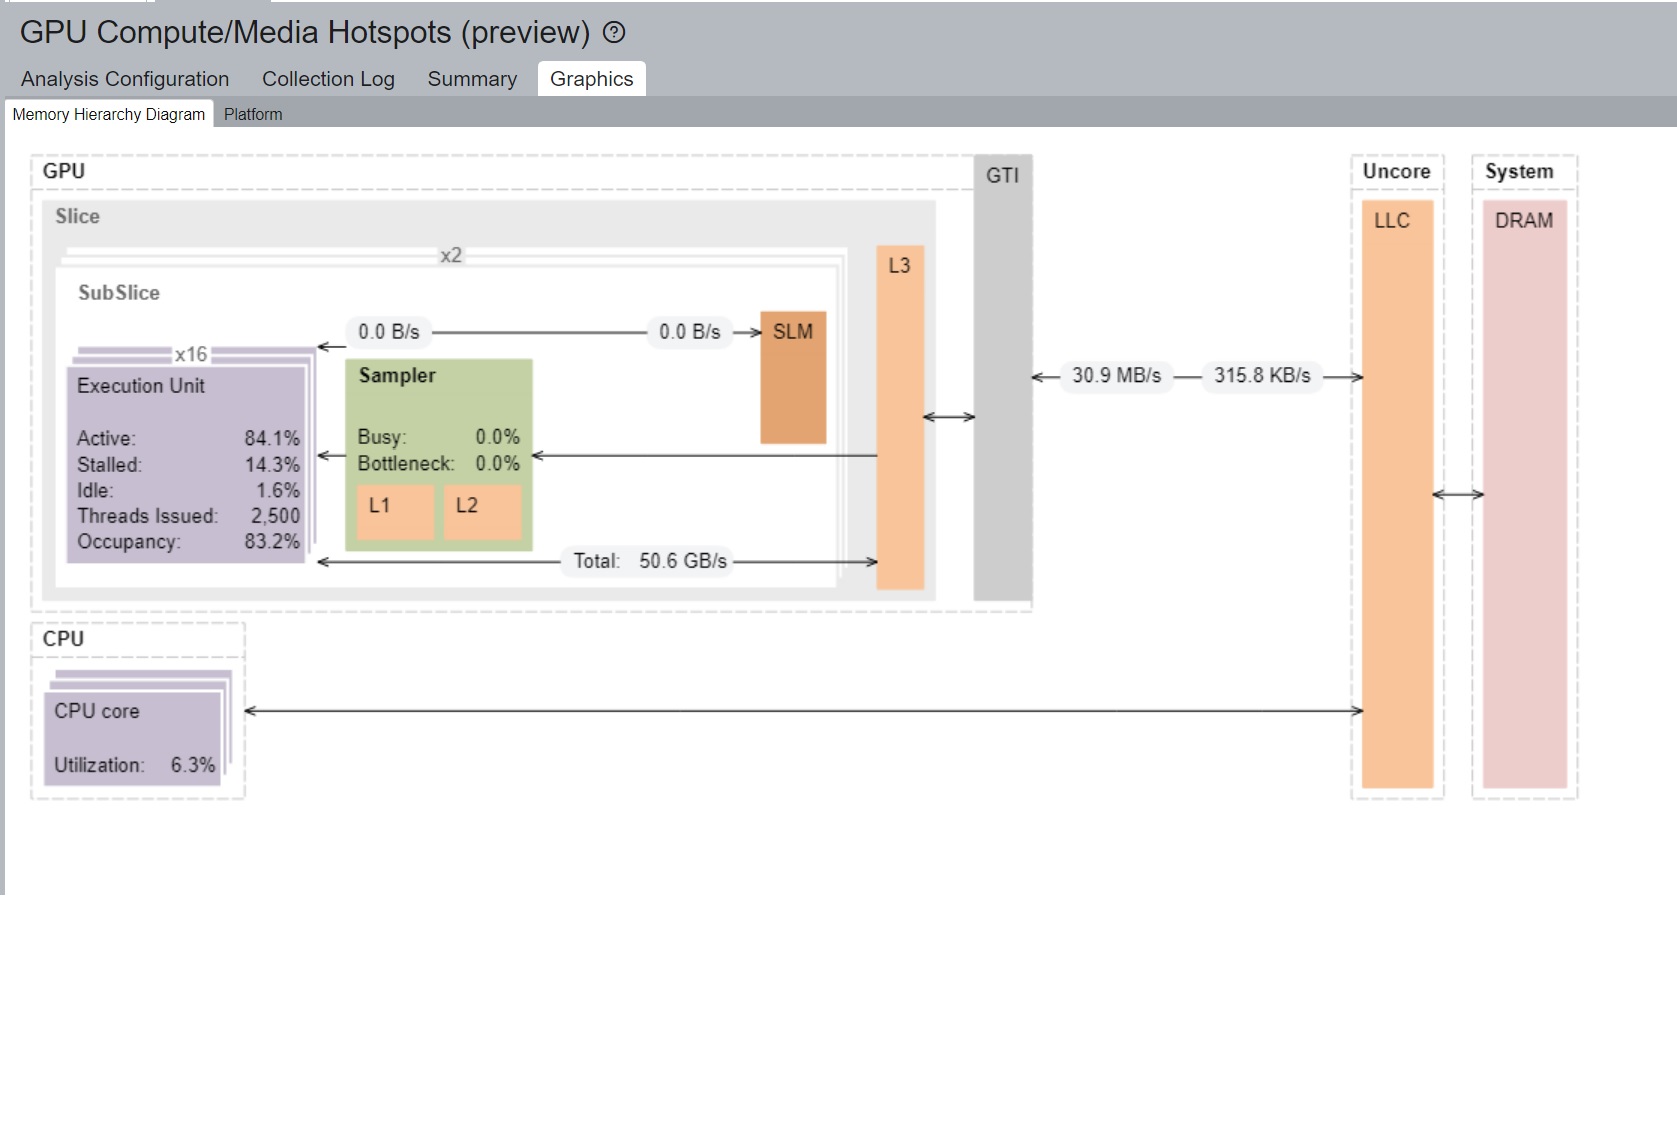 GPU Compute/Media Hotspots (preview) ?
Analysis Configuration Collection Log Summary Graphics
Memory Hierarchy Diagram Platform
GPU
GTI
Uncore
System
Slice
LLC
DRAM
x2
L3
SubSlice
0.0 B/s
0.0 B/s
SLM
x16
Execution Unit
Active: 84.1%
Stalled: 14.3%
Idle: 1.6%
Threads Issued: 2,500
Occupancy: 83.2%
Sampler
Busy: 0.0%
Bottleneck: 0.0%
L1
L2
30.9 MB/s
315.8 KB/s
Total: 50.6 GB/s
CPU
CPU core
Utilization: 6.3%